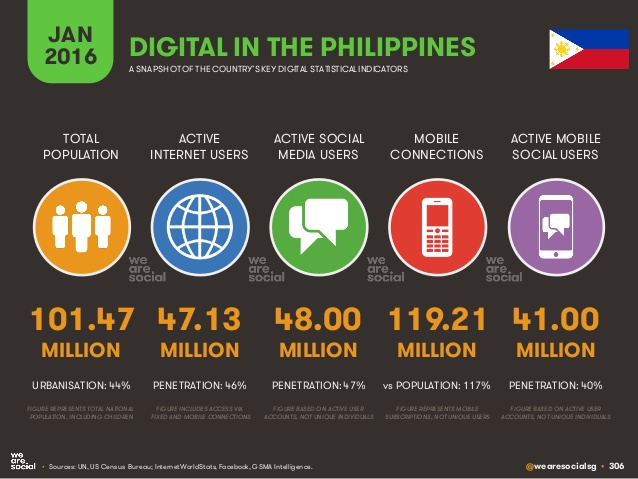 JAN
2016
DIGITAL IN THE PHILIPPINES
A SNAPSHOT OF THE COUNTRY'S KEY DIGITAL STATISTICAL INDICATORS
TOTAL
POPULATION
ACTIVE
INTERNET USERS
ACTIVE SOCIAL
MEDIA USERS
MOBILE
CONNECTIONS
ACTIVE MOBILE
SOCIAL USERS
we
are
social
we
are
social
we
are
social
we
are
social
101.47
MILLION
47.13
MILLION
48.00
MILLION
119.21
MILLION
41.00
MILLION
URBANISATION: 44%
PENETRATION: 46%
PENETRATION: 47%
vs POPULATION: 117%
PENETRATION: 40%
FIGURE REPRESENTS TOTAL NATIONAL
POPULATION, INCLUDING CHILDREN
FIGURE INCLUDES ACCESS VIA
FIXED AND MOBILE CONNECTIONS
FIGURE BASED ON ACTIVE USER
ACCOUNTS, NOT UNIQUE INDIVIDUALS
FIGURE REPRESENTS MOBILE
SUBSCRIPTIONS, NOT UNIQUE USERS
FIGURE BASED ON ACTIVE USER
ACCOUNTS, NOT UNIQUE INDIVIDUALS
we
are
social
• Sources: UN, US Census Bureau; InternetWorldStats, Facebook, GSMA Intelligence.
@wearesocialsg • 306